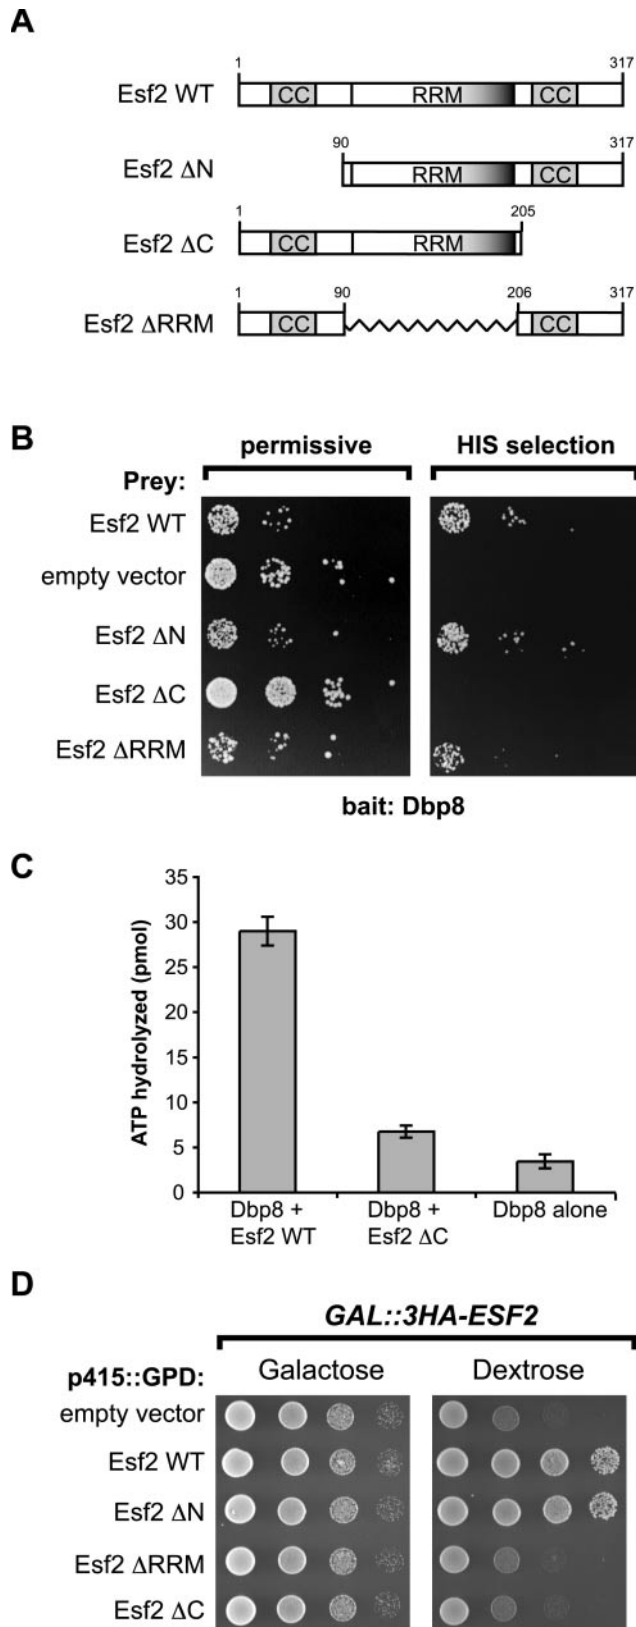 A
1 317
Esf2 WT CC RRM CC
90 317
Esf2 ΔN RRM CC
1 205
Esf2 ΔC CC RRM
1 90 206 317
Esf2 ΔRRM CC CC
B
permissive HIS selection
Prey:
Esf2 WT
empty vector
Esf2 ΔN
Esf2 ΔC
Esf2 ΔRRM
bait: Dbp8
C
ATP hydrolyzed (pmol)
35
30
25
20
15
10
5
0
Dbp8 + Dbp8 + Dbp8 alone
Esf2 WT Esf2 ΔC
D
GAL::3HA-ESF2
p415::GPD: Galactose Dextrose
empty vector
Esf2 WT
Esf2 ΔN
Esf2 ΔRRM
Esf2 ΔC